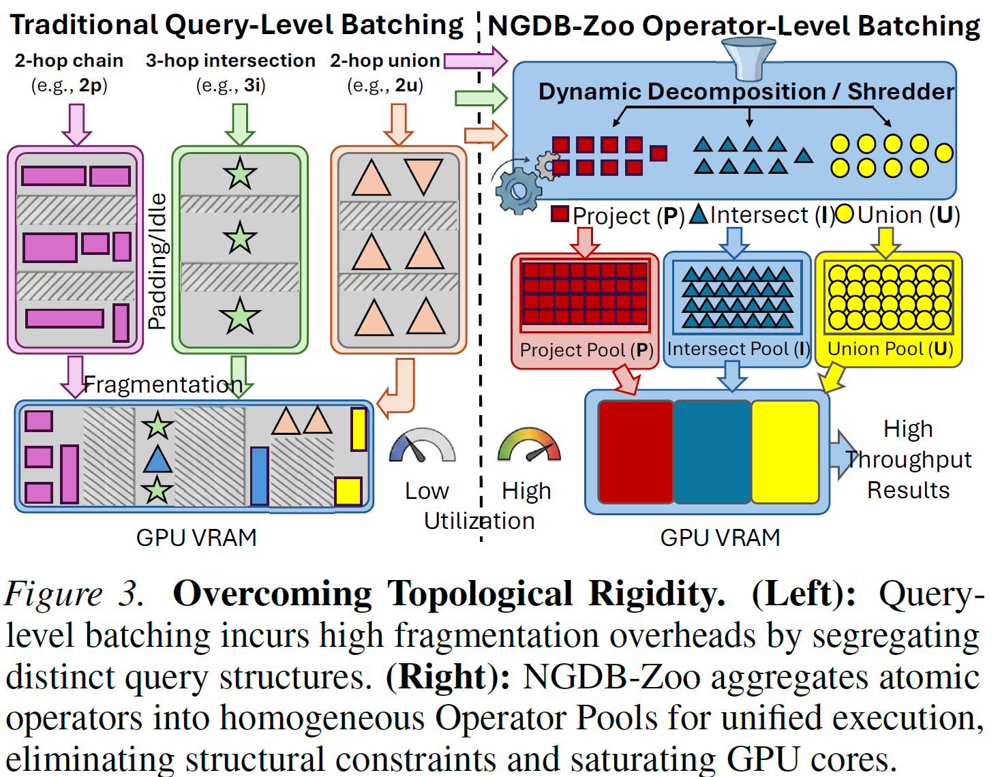 Traditional Query-Level Batching
NGDB-Zoo Operator-Level Batching
2-hop chain
(e.g., 2p)
3-hop intersection
(e.g., 3i)
2-hop union
(e.g., 2u)
Padding/Idle
Fragmentation
GPU VRAM
Dynamic Decomposition / Shredder
Project (P)
Intersect (I)
Union (U)
Project Pool (P)
Intersect Pool (I)
Union Pool (U)
Low
High
Utilization
GPU VRAM
High
Throughput
Results
Figure 3. Overcoming Topological Rigidity. (Left): Query-
level batching incurs high fragmentation overheads by segregating
distinct query structures. (Right): NGDB-Zoo aggregates atomic
operators into homogeneous Operator Pools for unified execution,
eliminating structural constraints and saturating GPU cores.